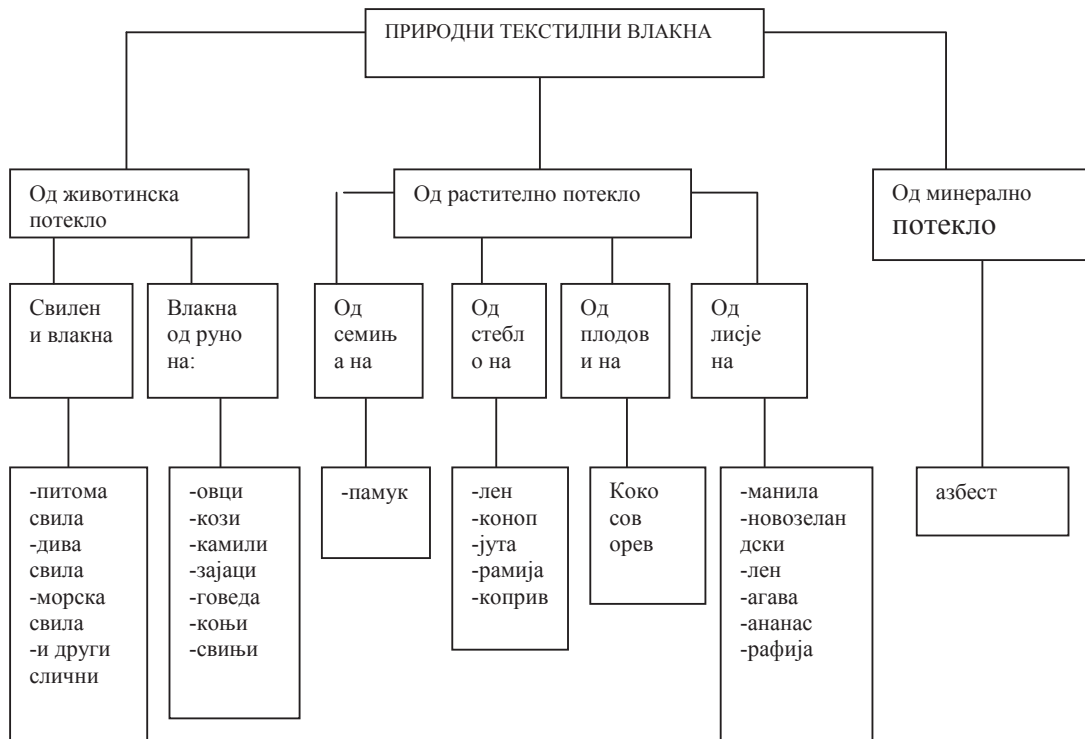 ПРИРОДНИ ТЕКСТИЛНИ ВЛАКНА
Од животинска
потекло
Од растително потекло
Од минерално
потекло
Свилен
и влакна
Влакна
од руно
на:
Од
семињ
а на
Од
стебл
о на
Од
плодов
и на
Од
лисје
на
-питома
свила
-дива
свила
-морска
свила
-и други
слични
-овци
-кози
-камили
-зајаци
-говеда
-коњи
-свињи
-памук
-лен
-коноп
-јута
-рамија
-коприв
Коко
сов
орев
-манила
-новозелан
дски
-лен
-агава
-ананас
-рафија
азбест